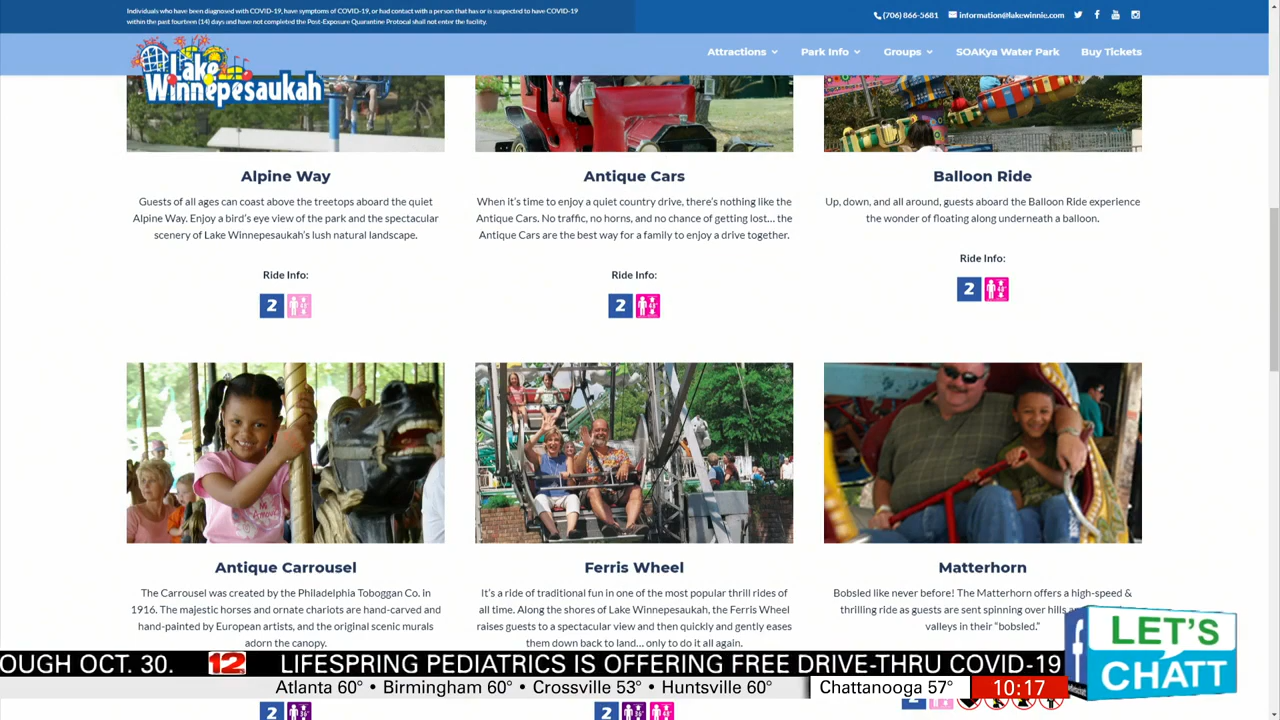 Individuals who have been diagnosed with COVID-19, have symptoms of COVID-19, or had contact with a person that has or is suspected to have COVID-19
within the past fourteen (14) days and have not completed the Post-Exposure Quarantine Protocol shall not enter the facility.
(706) 866-5681 information@lakewinnie.com
Lake
Winnepesaukah
Attractions Park Info Groups SOAKya Water Park Buy Tickets
Alpine Way
Guests of all ages can coast above the treetops aboard the quiet
Alpine Way. Enjoy a bird's eye view of the park and the spectacular
scenery of Lake Winnepesaukah's lush natural landscape.
Ride Info:
2
Antique Cars
When it's time to enjoy a quiet country drive, there's nothing like the
Antique Cars. No traffic, no horns, and no chance of getting lost... the
Antique Cars are the best way for a family to enjoy a drive together.
Ride Info:
2 48"
Balloon Ride
Up, down, and all around, guests aboard the Balloon Ride experience
the wonder of floating along underneath a balloon.
Ride Info:
2 48"
Antique Carrousel
The Carrousel was created by the Philadelphia Toboggan Co. in
1916. The majestic horses and ornate chariots are hand-carved and
hand-painted by European artists, and the original scenic murals
adorn the canopy.
2 36"
Ferris Wheel
It's a ride of traditional fun in one of the most popular thrill rides of
all time. Along the shores of Lake Winnepesaukah, the Ferris Wheel
raises guests to a spectacular view and then quickly and gently eases
them down back to land... only to do it all again.
2 36" 48"
Matterhorn
Bobsled like never before! The Matterhorn offers a high-speed &
thrilling ride as guests are sent spinning over hills
valleys in their "bobsled."
2
LET'S
CHATT
OUGH OCT. 30. 12 LIFESPRING PEDIATRICS IS OFFERING FREE DRIVE-THRU COVID-19
Atlanta 60° • Birmingham 60° • Crossville 53° • Huntsville 60° Chattanooga 57° 10:17